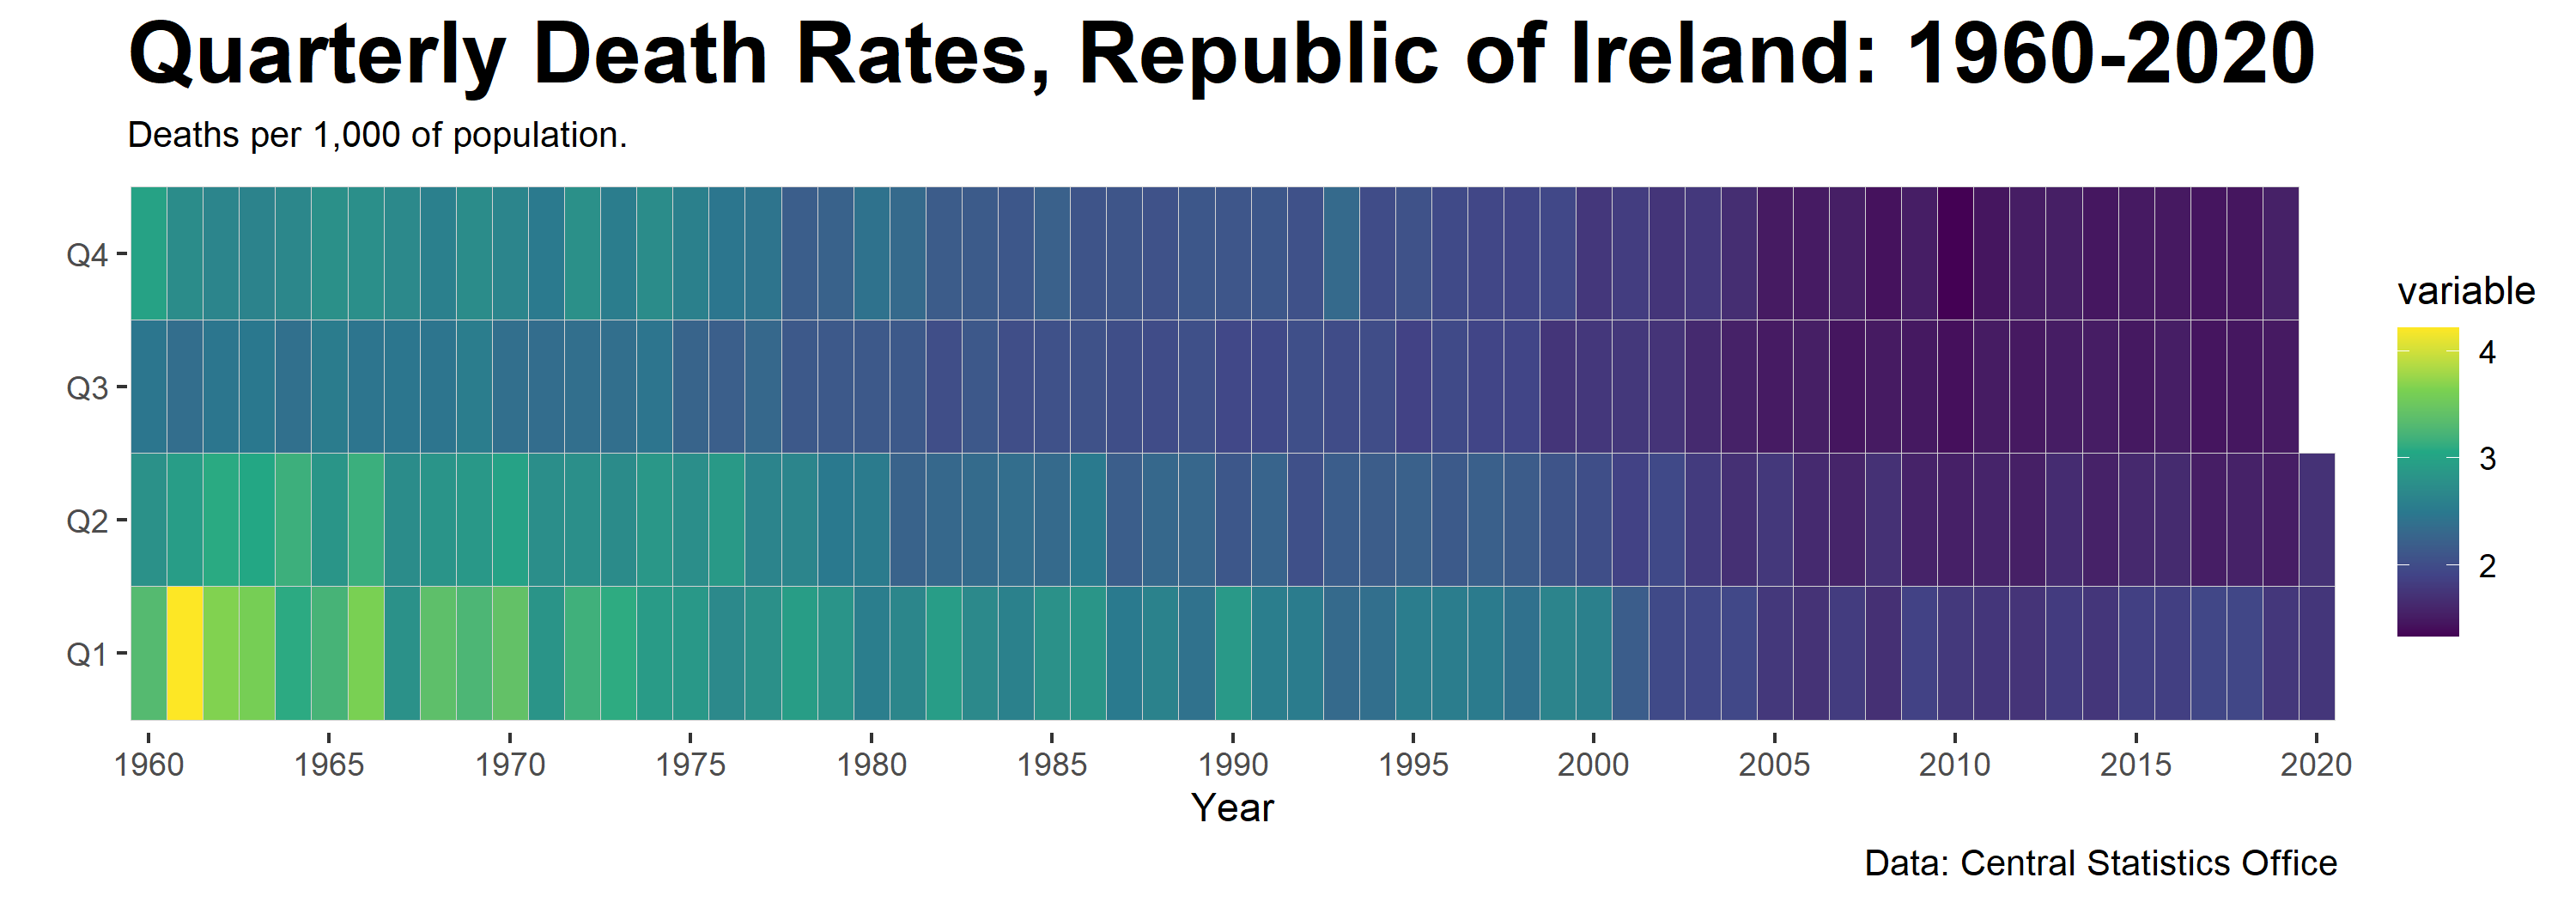 Quarterly Death Rates, Republic of Ireland: 1960-2020
Deaths per 1,000 of population.
Q4
Q3
Q2
Q1
1960 1965 1970 1975 1980 1985 1990 1995 2000 2005 2010 2015 2020
Year
variable
4
3
2
Data: Central Statistics Office